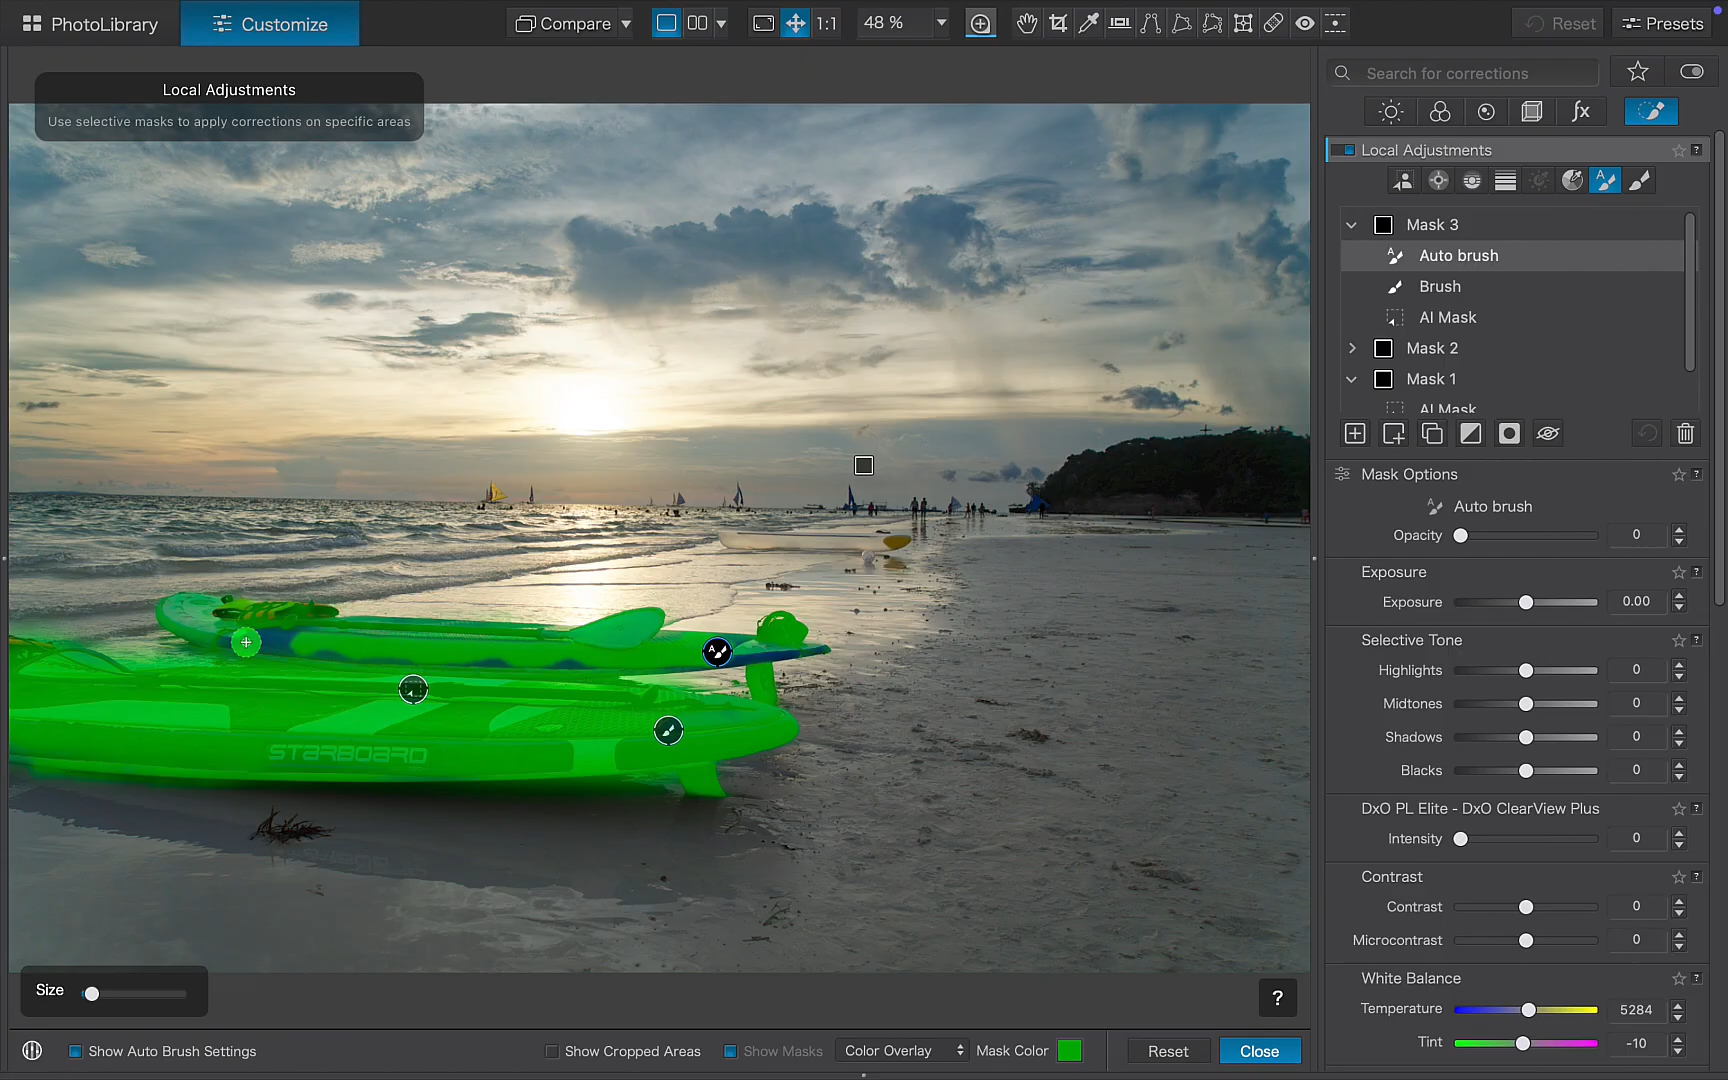 PhotoLibrary
Customize
Compare
1:1
48 %
Reset
Presets
Local Adjustments
Use selective masks to apply corrections on specific areas
Search for corrections
fx
Local Adjustments
?
A
Mask 3
A
Auto brush
Brush
AI Mask
Mask 2
Mask 1
AI Mask
Mask Options
?
A
Auto brush
Opacity
0
Exposure
?
Exposure
0.00
Selective Tone
?
Highlights
0
Midtones
0
Shadows
0
Blacks
0
DxO PL Elite - DxO ClearView Plus
?
Intensity
0
Contrast
?
Contrast
0
Microcontrast
0
White Balance
?
Temperature
5284
Tint
-10
A
STARBOARD
Size
?
Show Auto Brush Settings
Show Cropped Areas
Show Masks
Color Overlay
Mask Color
Reset
Close